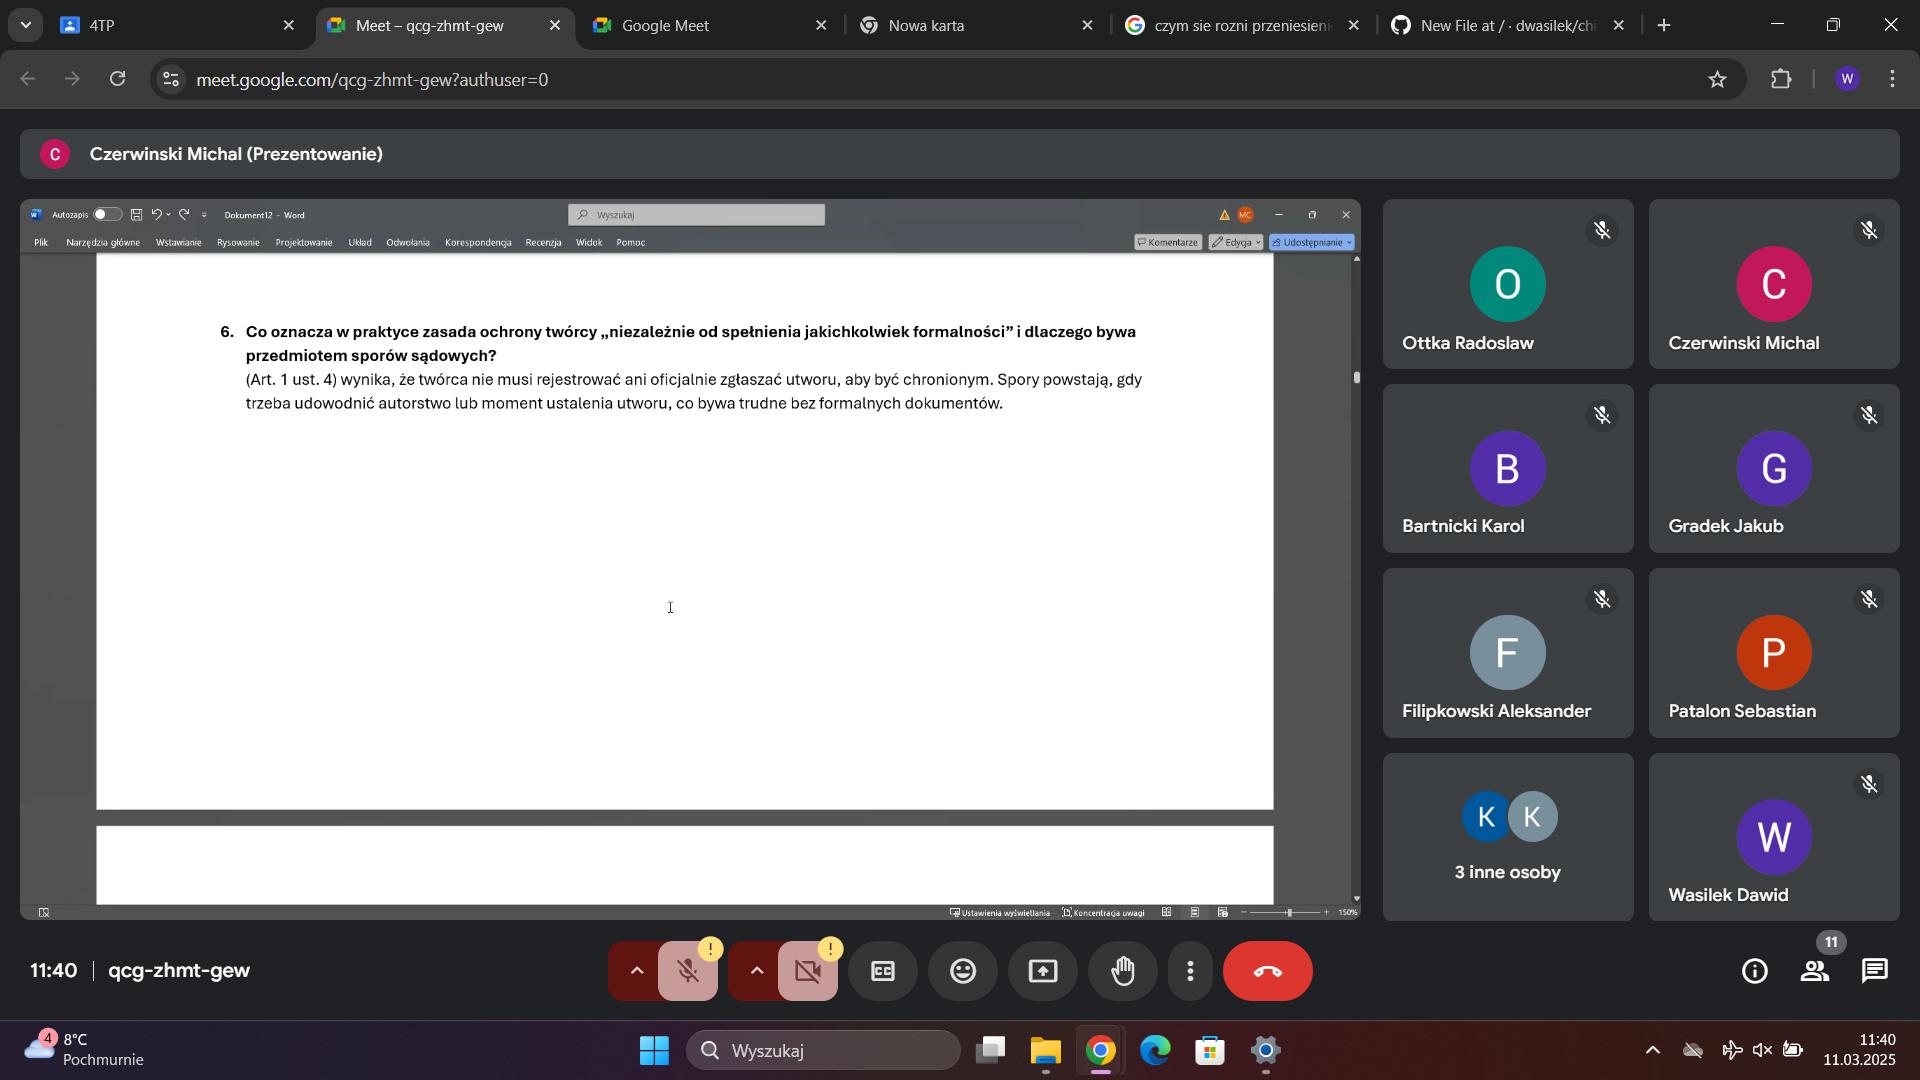 4TP
Meet – qcg-zhmt-gew
Google Meet
Nowa karta
czym sie rozni przeniesieni
New File at / · dwasilek/chi
meet.google.com/qcg-zhmt-gew?authuser=0
W
C
Czerwinski Michal (Prezentowanie)
Autozapis
Dokument12 - Word
Wyszukaj
MC
Plik
Narzędzia główne
Wstawianie
Rysowanie
Projektowanie
Układ
Odwołania
Korespondencja
Recenzja
Widok
Pomoc
Komentarze
Edycja
Udostępnianie
6. Co oznacza w praktyce zasada ochrony twórcy „niezależnie od spełnienia jakichkolwiek formalności” i dlaczego bywa
przedmiotem sporów sądowych?
(Art. 1 ust. 4) wynika, że twórca nie musi rejestrować ani oficjalnie zgłaszać utworu, aby być chronionym. Spory powstają, gdy
trzeba udowodnić autorstwo lub moment ustalenia utworu, co bywa trudne bez formalnych dokumentów.
Ustawienia wyświetlania
Koncentracja uwagi
150%
O
Ottka Radoslaw
C
Czerwinski Michal
B
Bartnicki Karol
G
Gradek Jakub
F
Filipkowski Aleksander
P
Patalon Sebastian
K K
3 inne osoby
W
Wasilek Dawid
11:40 | qcg-zhmt-gew
!
!
CC
11
4
8°C
Pochmurnie
Wyszukaj
11:40
11.03.2025